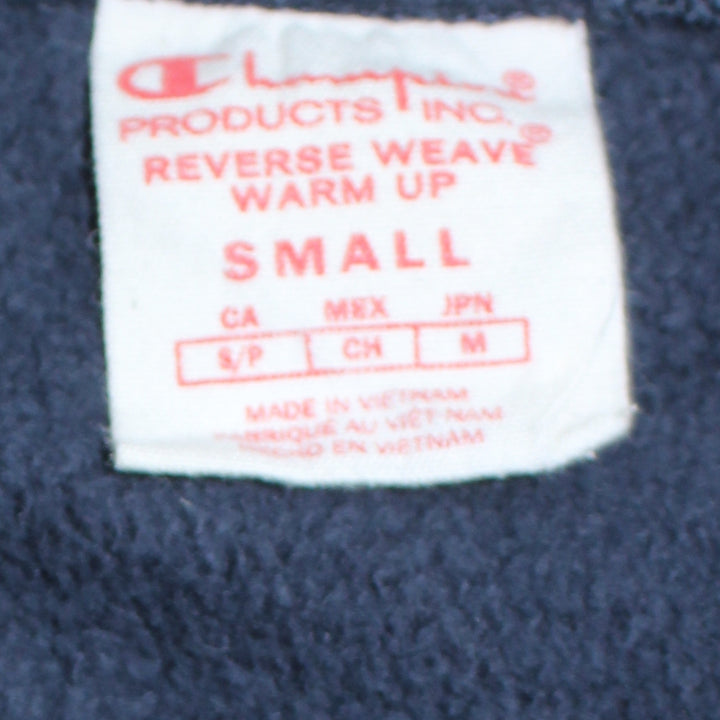 Champion®
PRODUCTS INC.®
REVERSE WEAVE
WARM UP
SMALL
CA MEX JPN
S/P CH M
MADE IN VIETNAM
FABRIQUÉ AU VIÊT-NAM
HECHO EN VIETNAM